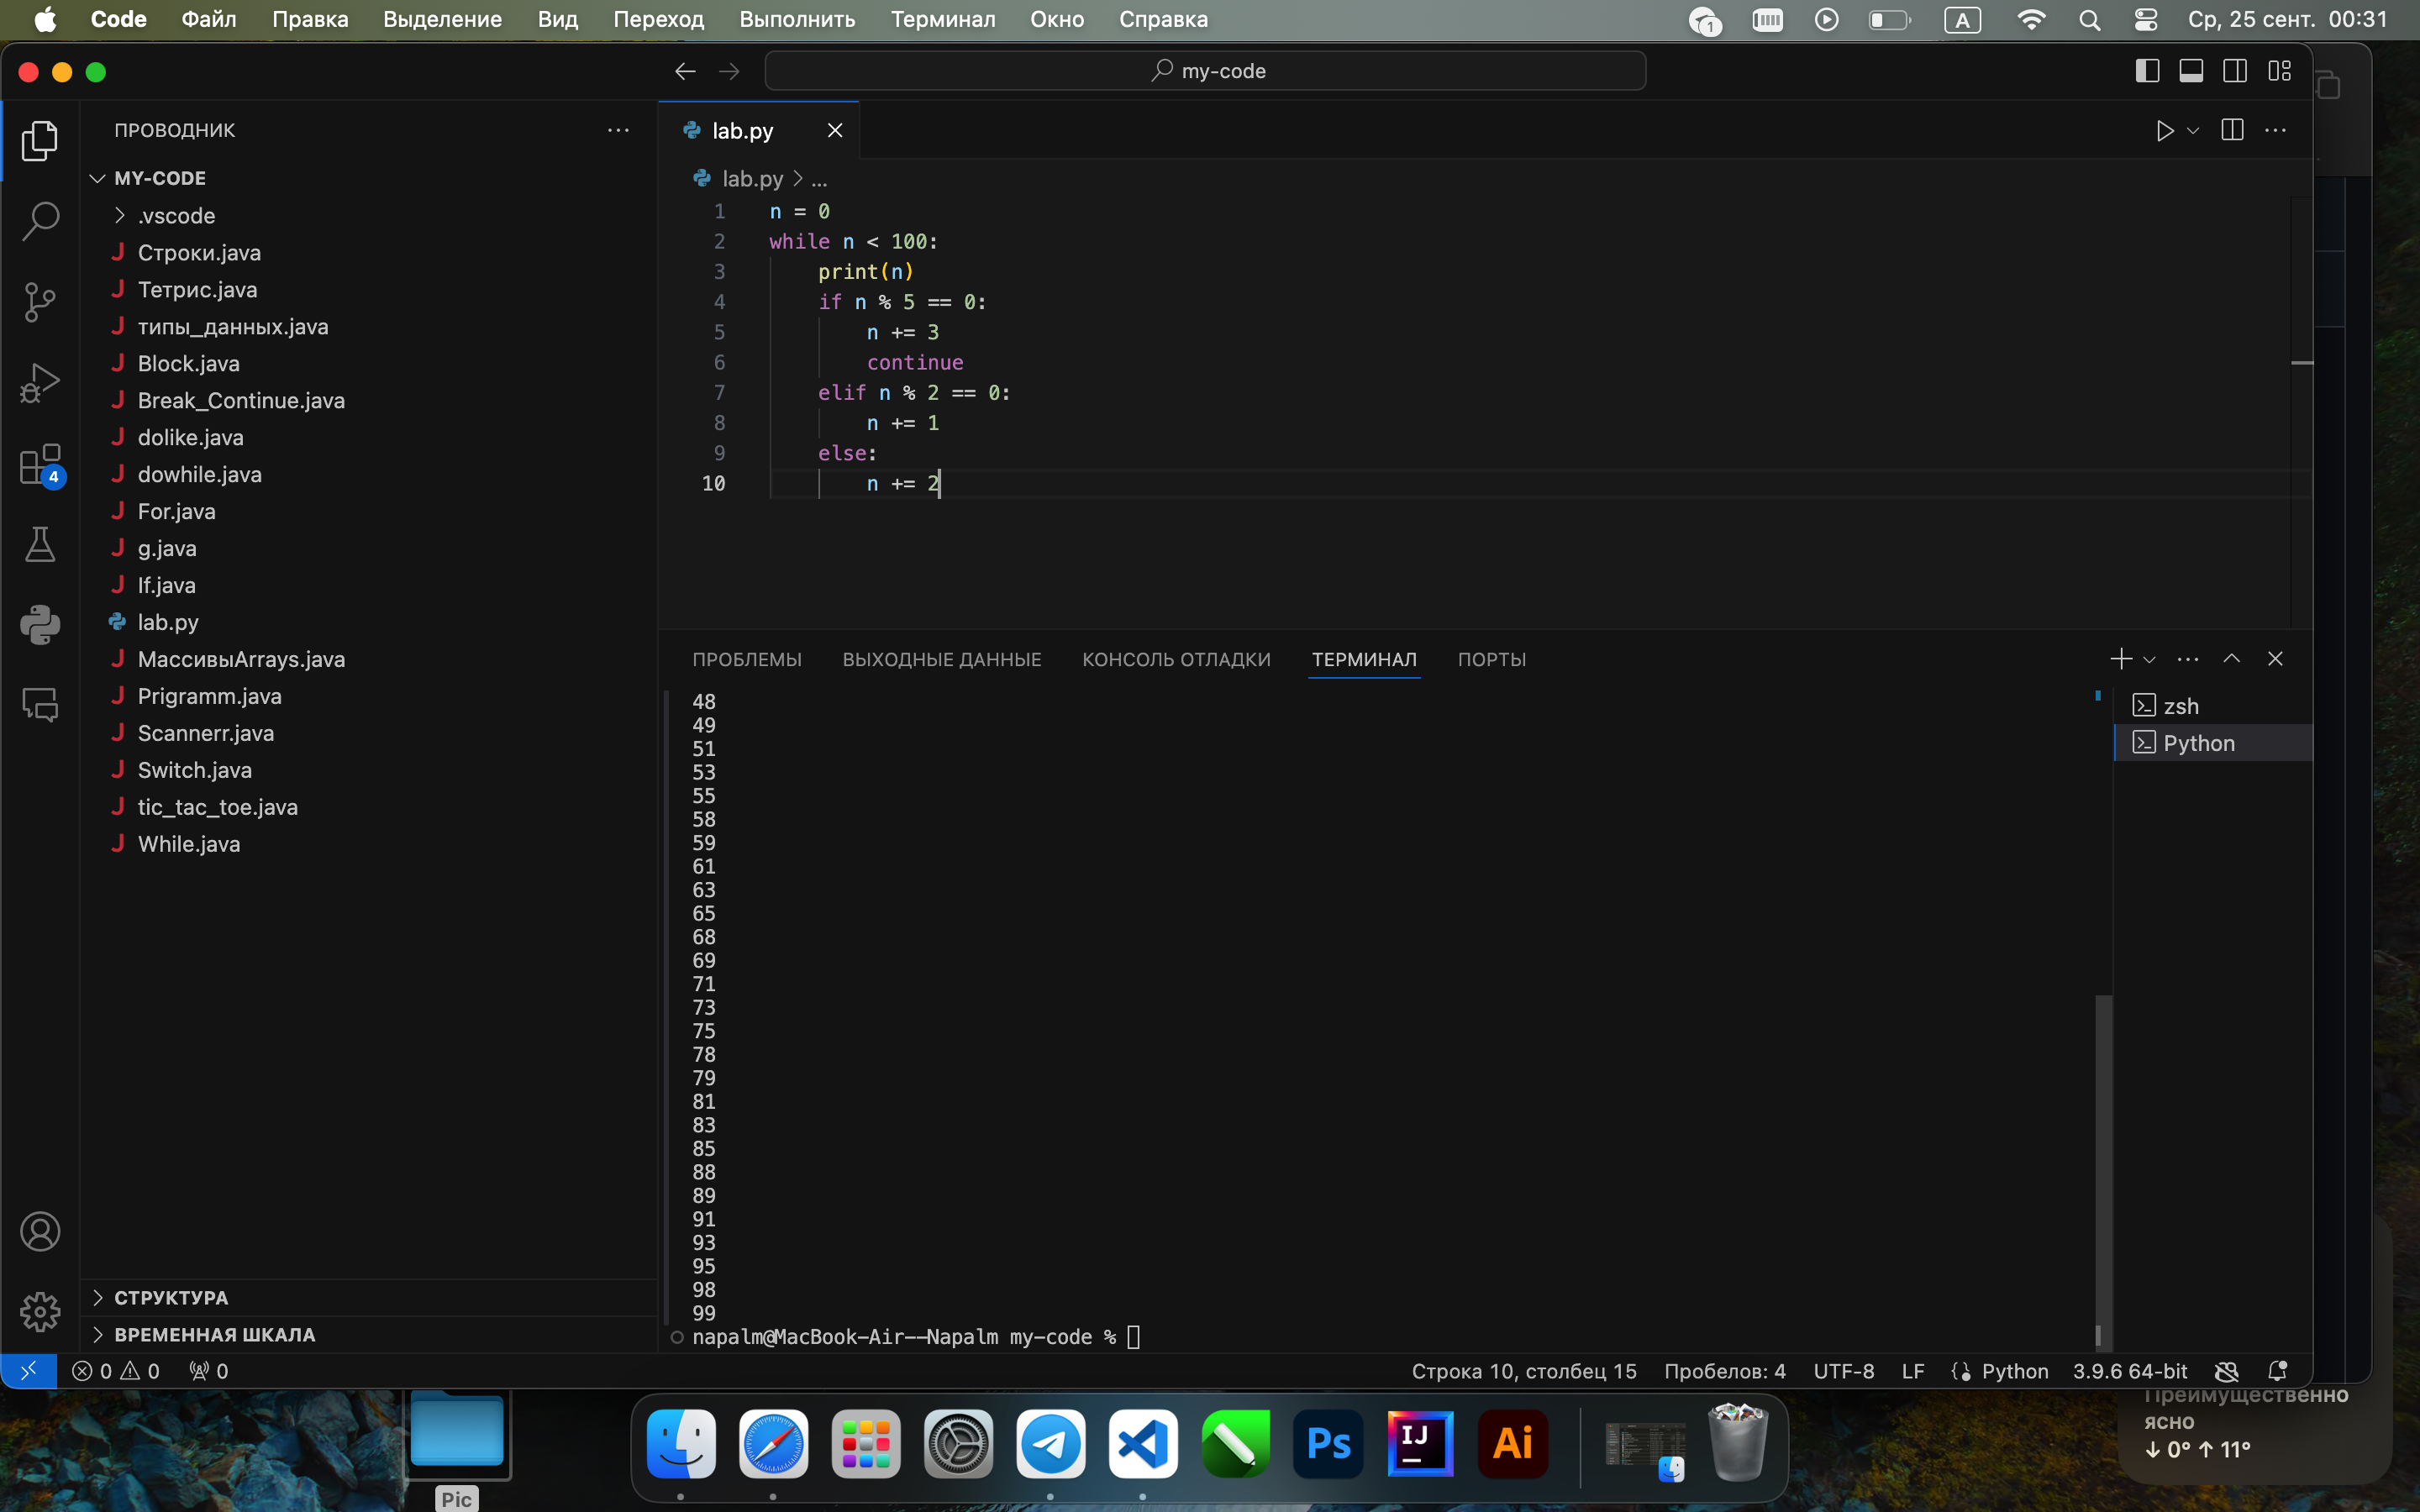 Code Файл Правка Выделение Вид Переход Выполнить Терминал Окно Справка 1 A Ср, 25 сент. 00:31
my-code
ПРОВОДНИК
MY-CODE
.vscode
J Строки.java
J Тетрис.java
J типы_данных.java
J Block.java
J Break_Continue.java
J dolike.java
J dowhile.java
J For.java
J g.java
J If.java
lab.py
J МассивыArrays.java
J Prigramm.java
J Scannerr.java
J Switch.java
J tic_tac_toe.java
J While.java
4
СТРУКТУРА
ВРЕМЕННАЯ ШКАЛА
lab.py
lab.py > ...
1 n = 0
2 while n < 100:
3 print(n)
4 if n % 5 == 0:
5 n += 3
6 continue
7 elif n % 2 == 0:
8 n += 1
9 else:
10 n += 2
ПРОБЛЕМЫ ВЫХОДНЫЕ ДАННЫЕ КОНСОЛЬ ОТЛАДКИ ТЕРМИНАЛ ПОРТЫ
48
49
51
53
55
58
59
61
63
65
68
69
71
73
75
78
79
81
83
85
88
89
91
93
95
98
99
napalm@MacBook-Air--Napalm my-code %
zsh
Python
0 0 0 Строка 10, столбец 15 Пробелов: 4 UTF-8 LF Python 3.9.6 64-bit
Преимущественно
ясно
↓ 0° ↑ 11°
Pic
Ps
IJ
Ai